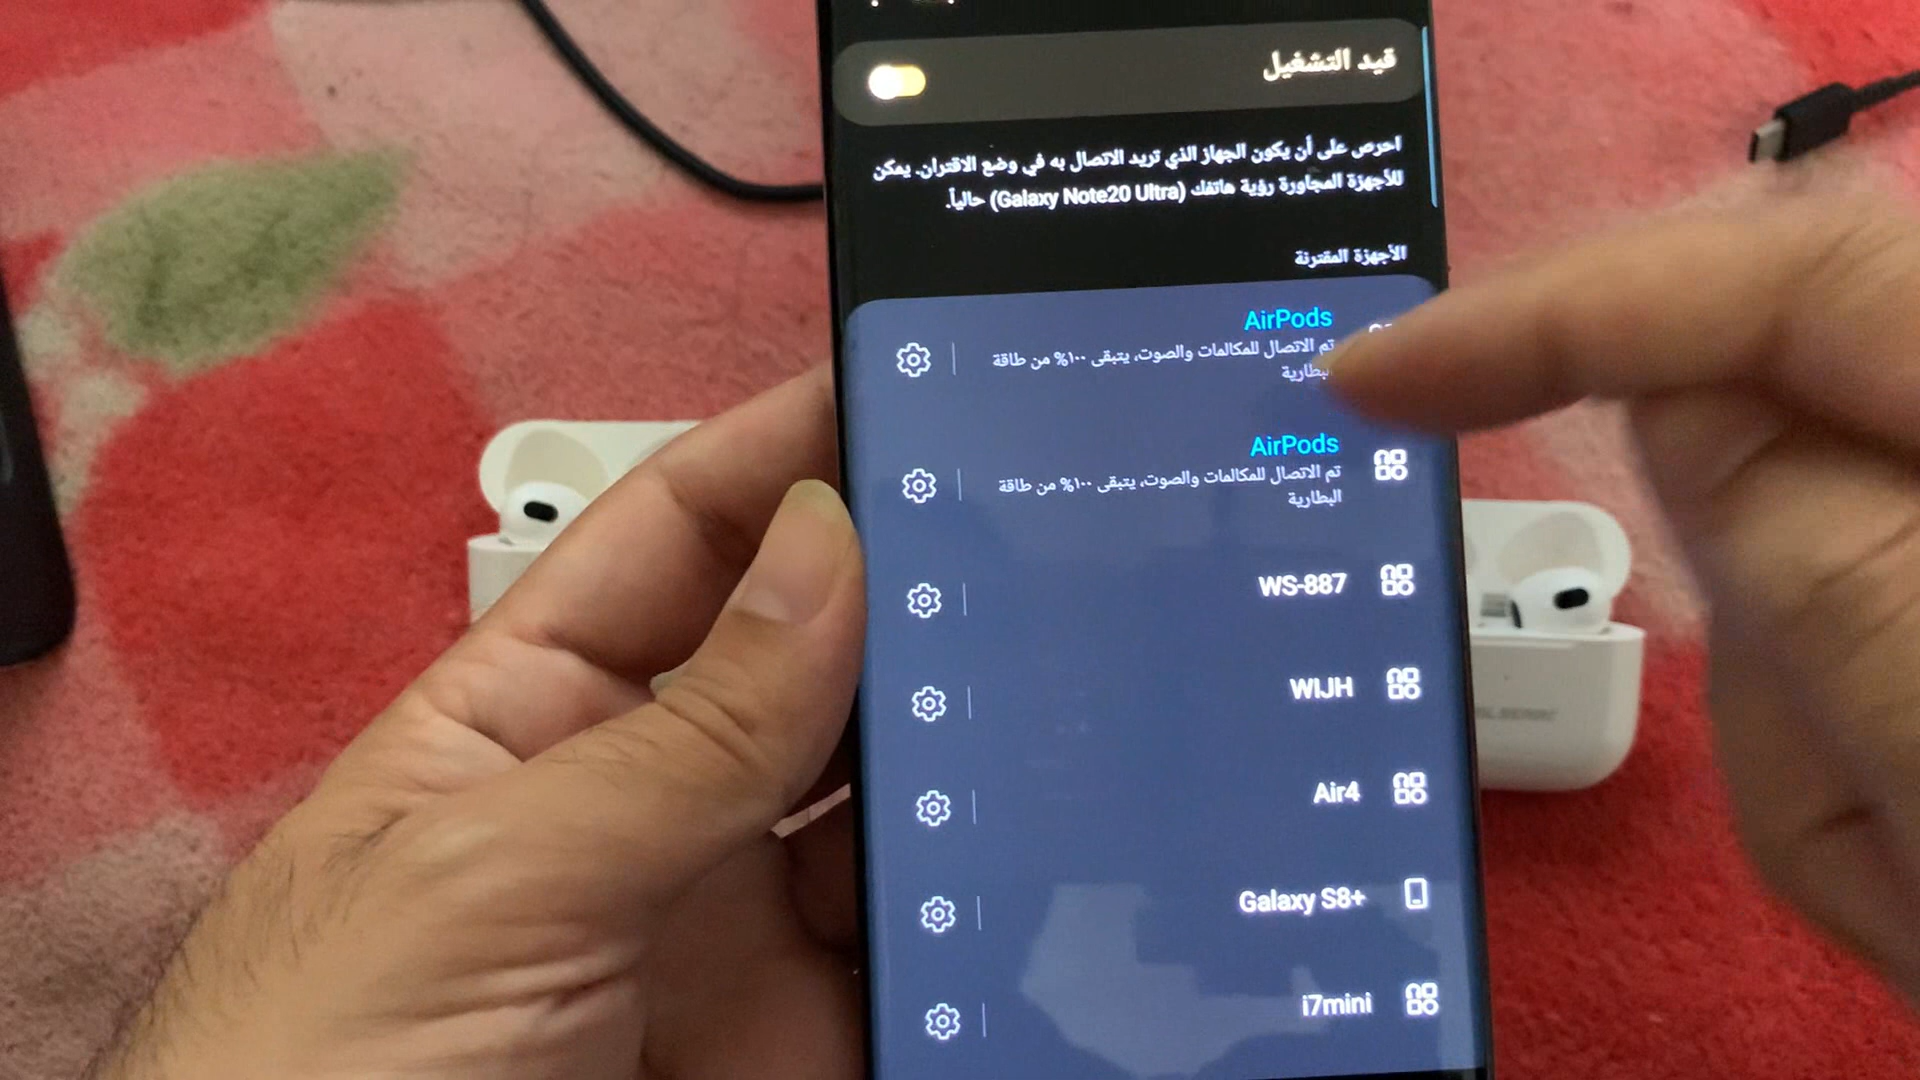 قيد التشغيل
احرص على أن يكون الجهاز الذي تريد الاتصال به في وضع الاقتران. يمكن
للأجهزة المجاورة رؤية هاتفك (Galaxy Note20 Ultra) حالياً.
الأجهزة المقترنة
AirPods
تم الاتصال للمكالمات والصوت، يتبقى ١٠٠% من طاقة
البطارية
AirPods
تم الاتصال للمكالمات والصوت، يتبقى ١٠٠% من طاقة
البطارية
WS-887
WIJH
Air4
Galaxy S8+
i7mini